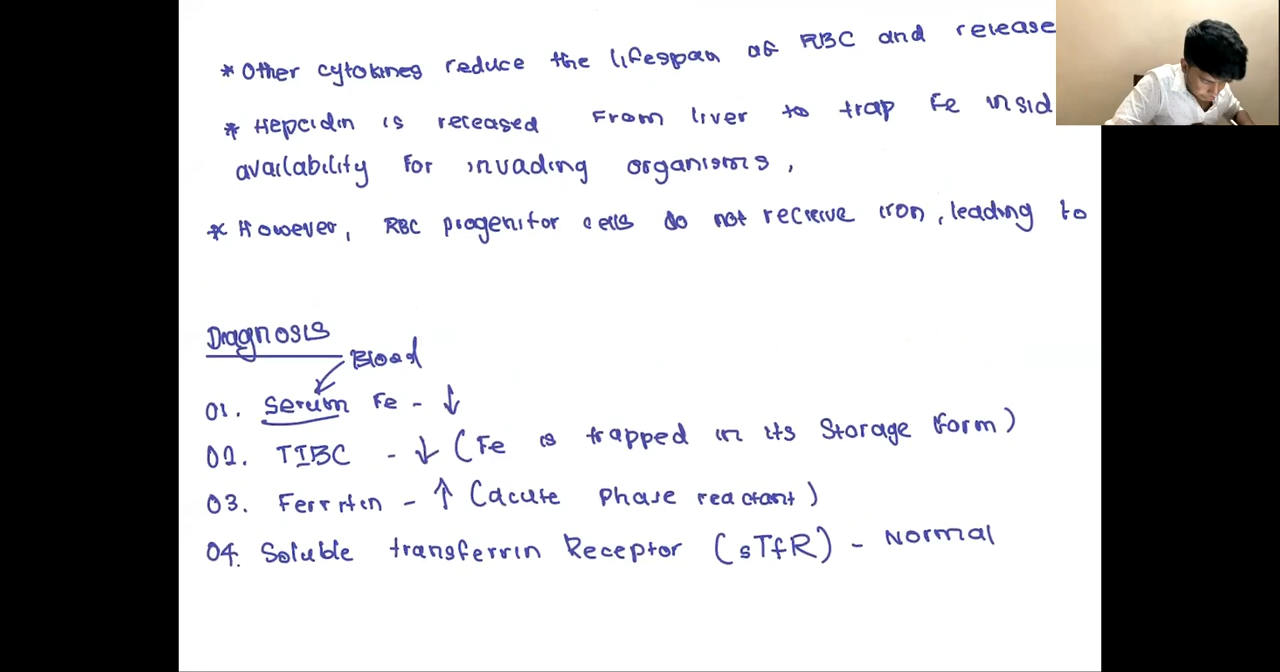 * Other cytokines reduce the lifespan of RBC and release
* Hepcidin is released From liver to trap Fe insid
availability for invading organisms,
* However, RBC progenitor cells do not recieve iron, leading to
Diagnosis
Blood
01. Serum Fe - ↓
02. TIBC - ↓ (Fe is trapped in its Storage Form)
03. Ferritin - ↑ (acute phase reactant)
04. Soluble transferrin Receptor (sTfR) - Normal